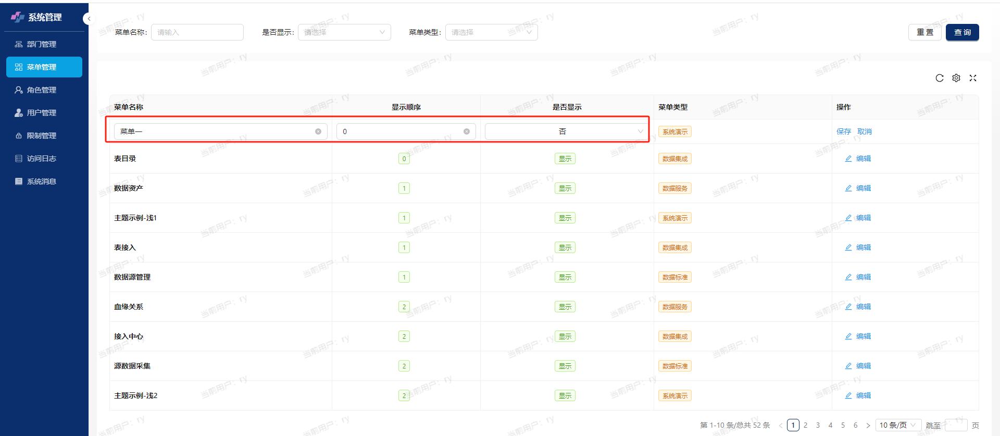 系统管理
部门管理
菜单管理
角色管理
用户管理
限制管理
访问日志
系统消息
菜单名称: 请输入 是否显示: 请选择 菜单类型: 请选择 重 置 查 询
菜单名称 显示顺序 是否显示 菜单类型 操作
菜单一 0 否 系统演示 保存 取消
表目录 0 显示 数据集成 编辑
数据资产 1 显示 数据服务 编辑
主题示例-浅1 1 显示 系统演示 编辑
表接入 1 显示 数据集成 编辑
数据源管理 1 显示 数据标准 编辑
血缘关系 2 显示 数据服务 编辑
接入中心 2 显示 数据集成 编辑
源数据采集 2 显示 数据标准 编辑
主题示例-浅2 2 显示 系统演示 编辑
第 1-10 条/总共 52 条 < 1 2 3 4 5 6 > 10 条/页 跳至 页
当前用户：ry